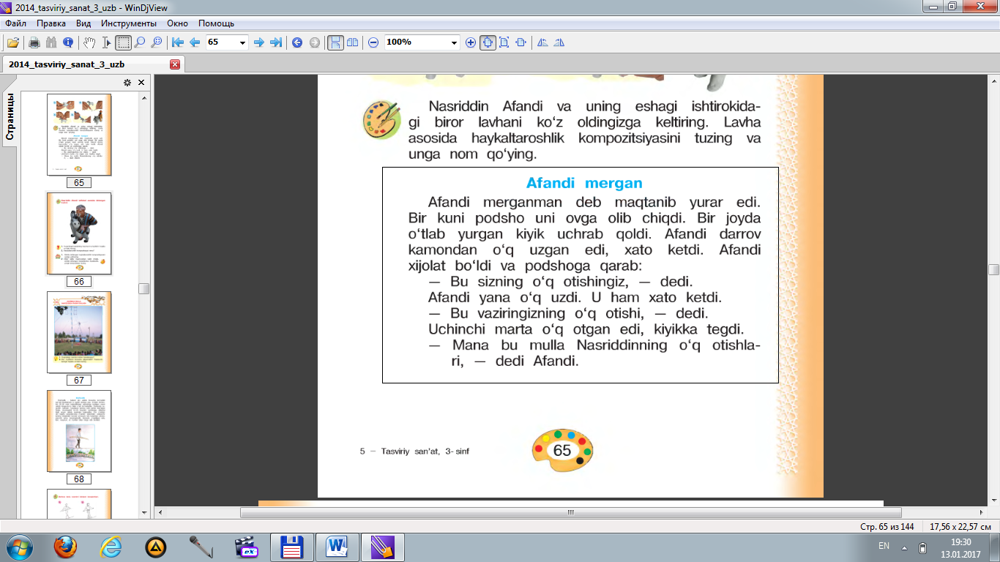 2014_tasviriy_sanat_3_uzb - WinDjView
Файл Правка Вид Инструменты Окно Помощь
65 100%
2014_tasviriy_sanat_3_uzb
Страницы
65
66
67
68
Nasriddin Afandi va uning eshagi ishtirokida-
gi biror lavhani ko‘z oldingizga keltiring. Lavha
asosida haykaltaroshlik kompozitsiyasini tuzing va
unga nom qo‘ying.
Afandi mergan
Afandi merganman deb maqtanib yurar edi.
Bir kuni podsho uni ovga olib chiqdi. Bir joyda
o‘tlab yurgan kiyik uchrab qoldi. Afandi darrov
kamondan o‘q uzgan edi, xato ketdi. Afandi
xijolat bo‘ldi va podshoga qarab:
— Bu sizning o‘q otishingiz, — dedi.
Afandi yana o‘q uzdi. U ham xato ketdi.
— Bu vaziringizning o‘q otishi, — dedi.
Uchinchi marta o‘q otgan edi, kiyikka tegdi.
— Mana bu mulla Nasriddinning o‘q otishla-
ri, — dedi Afandi.
5 – Tasviriy san'at, 3- sinf
65
Стр. 65 из 144 17,56 x 22,57 см
EN
19:30
13.01.2017